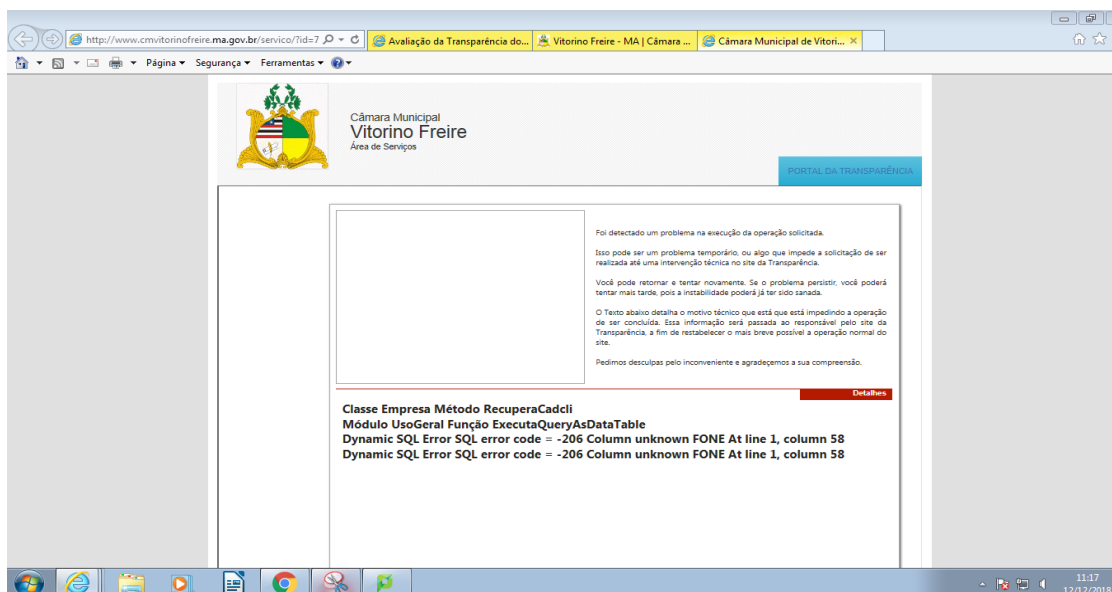 http://www.cmvitorinofreire.ma.gov.br/servico/?id=7
Avaliação da Transparência do...
Vitorino Freire - MA | Câmara ...
Câmara Municipal de Vitori...
Página
Segurança
Ferramentas
Câmara Municipal
Vitorino Freire
Área de Serviços
PORTAL DA TRANSPARÊNCIA
Foi detectado um problema na execução da operação solicitada.
Isso pode ser um problema temporário, ou algo que impede a solicitação de ser
realizada até uma intervenção técnica no site da Transparência.
Você pode retornar e tentar novamente. Se o problema persistir, você poderá
tentar mais tarde, pois a instabilidade poderá já ter sido sanada.
O Texto abaixo detalha o motivo técnico que está que está impedindo a operação
de ser concluída. Essa informação será passada ao responsável pelo site da
Transparência, a fim de restabelecer o mais breve possível a operação normal do
site.
Pedimos desculpas pelo inconveniente e agradeçemos a sua compreensão.
Detalhes
Classe Empresa Método RecuperaCadcli
Módulo UsoGeral Função ExecutaQueryAsDataTable
Dynamic SQL Error SQL error code = -206 Column unknown FONE At line 1, column 58
Dynamic SQL Error SQL error code = -206 Column unknown FONE At line 1, column 58
11:17
12/12/2018